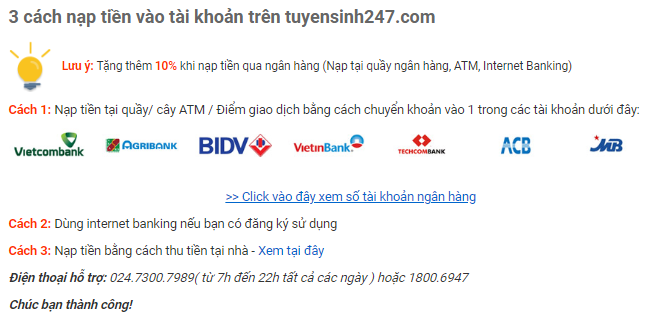 3 cách nạp tiền vào tài khoản trên tuyensinh247.com
Lưu ý: Tặng thêm 10% khi nạp tiền qua ngân hàng (Nạp tại quầy ngân hàng, ATM, Internet Banking)
Cách 1: Nạp tiền tại quầy/ cây ATM / Điểm giao dịch bằng cách chuyển khoản vào 1 trong các tài khoản dưới đây:
Vietcombank AGRIBANK BIDV VietinBank TECHCOMBANK ACB MB
>> Click vào đây xem số tài khoản ngân hàng
Cách 2: Dùng internet banking nếu bạn có đăng ký sử dụng
Cách 3: Nạp tiền bằng cách thu tiền tại nhà - Xem tại đây
Điện thoại hỗ trợ: 024.7300.7989( từ 7h đến 22h tất cả các ngày ) hoặc 1800.6947
Chúc bạn thành công!